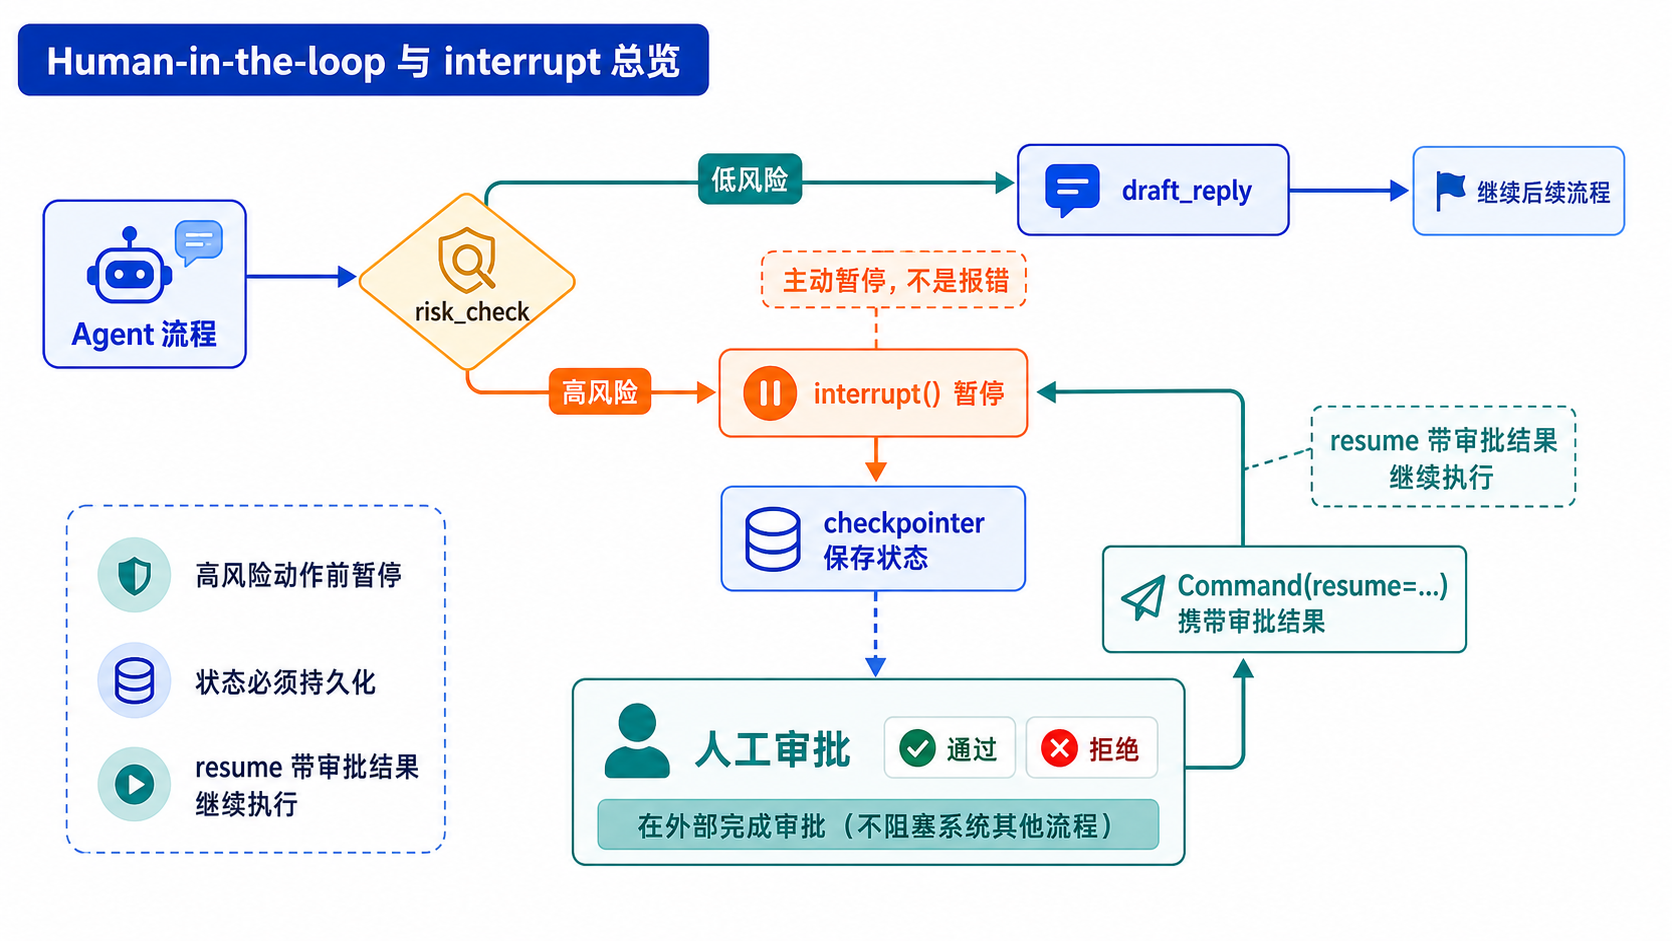 Human-in-the-loop 与 interrupt 总览
Agent 流程
risk_check
低风险
draft_reply
继续后续流程
主动暂停，不是报错
高风险
interrupt() 暂停
resume 带审批结果
继续执行
checkpointer
保存状态
Command(resume=...)
携带审批结果
人工审批
通过
拒绝
在外部完成审批（不阻塞系统其他流程）
高风险动作前暂停
状态必须持久化
resume 带审批结果
继续执行